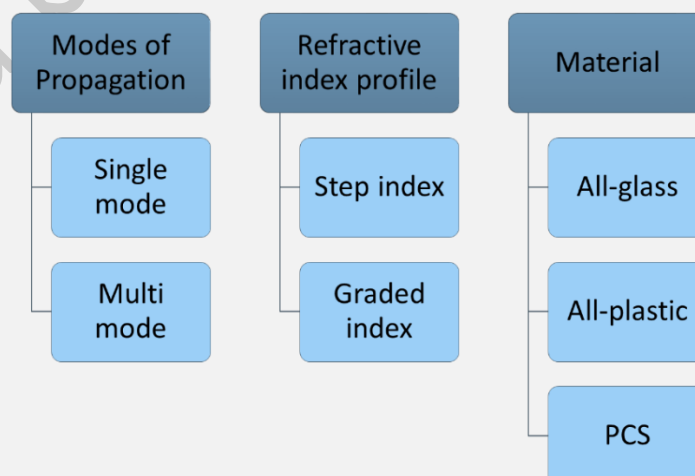 Modes of
Propagation
Single
mode
Multi
mode
Refractive
index profile
Step index
Graded
index
Material
All-glass
All-plastic
PCS